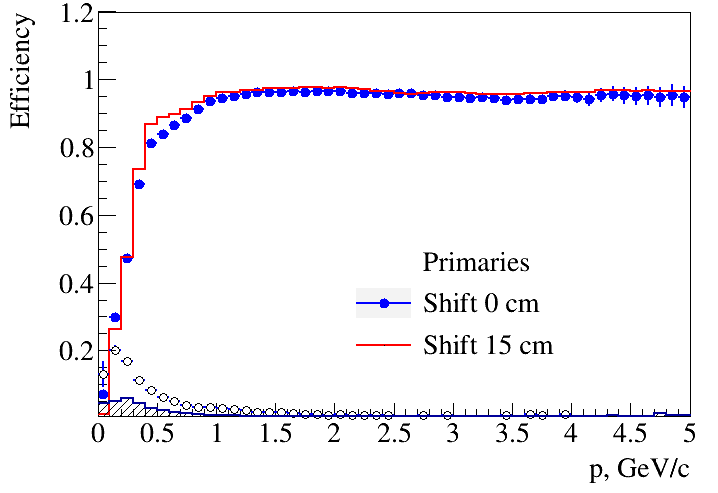 Efficiency
1.2
1
0.8
0.6
0.4
0.2
Primaries
Shift 0 cm
Shift 15 cm
0 0.5 1 1.5 2 2.5 3 3.5 4 4.5 5
p, GeV/c